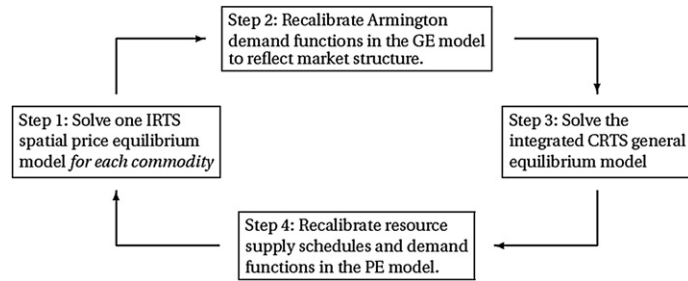 Step 2: Recalibrate Armington
demand functions in the GE model
to reflect market structure.
Step 1: Solve one IRTS
spatial price equilibrium
model for each commodity
Step 3: Solve the
integrated CRTS general
equilibrium model
Step 4: Recalibrate resource
supply schedules and demand
functions in the PE model.